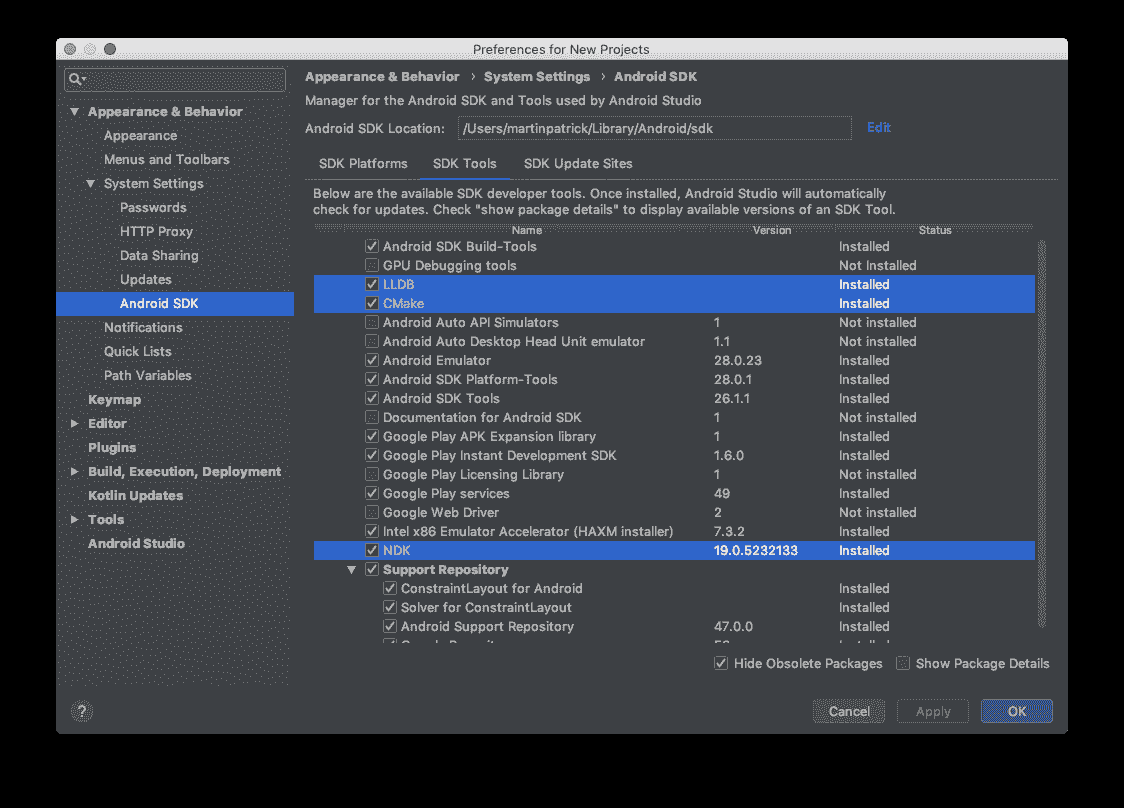 Preferences for New Projects
Appearance & Behavior
Appearance
Menus and Toolbars
System Settings
Passwords
HTTP Proxy
Data Sharing
Updates
Android SDK
Notifications
Quick Lists
Path Variables
Keymap
Editor
Plugins
Build, Execution, Deployment
Kotlin Updates
Tools
Android Studio
Appearance & Behavior › System Settings › Android SDK
Manager for the Android SDK and Tools used by Android Studio
Android SDK Location: /Users/martinpatrick/Library/Android/sdk Edit
SDK Platforms SDK Tools SDK Update Sites
Below are the available SDK developer tools. Once installed, Android Studio will automatically
check for updates. Check "show package details" to display available versions of an SDK Tool.
Name Version Status
Android SDK Build-Tools Installed
GPU Debugging tools Not Installed
LLDB Installed
CMake Installed
Android Auto API Simulators 1 Not installed
Android Auto Desktop Head Unit emulator 1.1 Not installed
Android Emulator 28.0.23 Installed
Android SDK Platform-Tools 28.0.1 Installed
Android SDK Tools 26.1.1 Installed
Documentation for Android SDK 1 Not installed
Google Play APK Expansion library 1 Installed
Google Play Instant Development SDK 1.6.0 Installed
Google Play Licensing Library 1 Not installed
Google Play services 49 Installed
Google Web Driver 2 Not installed
Intel x86 Emulator Accelerator (HAXM installer) 7.3.2 Installed
NDK 19.0.5232133 Installed
Support Repository
ConstraintLayout for Android Installed
Solver for ConstraintLayout Installed
Android Support Repository 47.0.0 Installed
Hide Obsolete Packages Show Package Details
? Cancel Apply OK